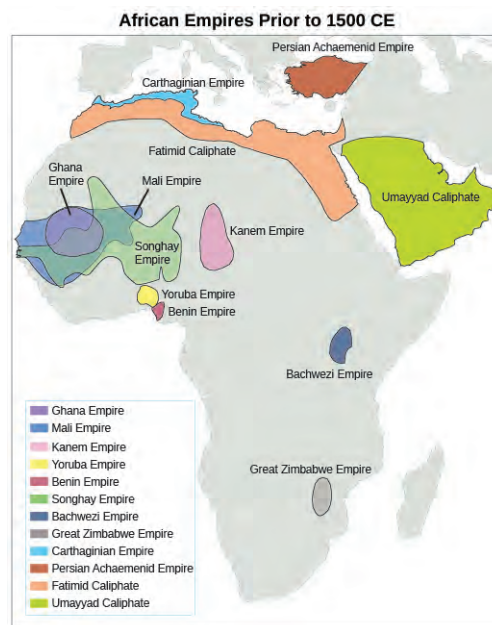 African Empires Prior to 1500 CE
Persian Achaemenid Empire
Carthaginian Empire
Fatimid Caliphate
Ghana
Empire
Mali Empire
Umayyad Caliphate
Songhay
Empire
Kanem Empire
Yoruba Empire
Benin Empire
Bachwezi Empire
Great Zimbabwe Empire
Ghana Empire
Mali Empire
Kanem Empire
Yoruba Empire
Benin Empire
Songhay Empire
Bachwezi Empire
Great Zimbabwe Empire
Carthaginian Empire
Persian Achaemenid Empire
Fatimid Caliphate
Umayyad Caliphate